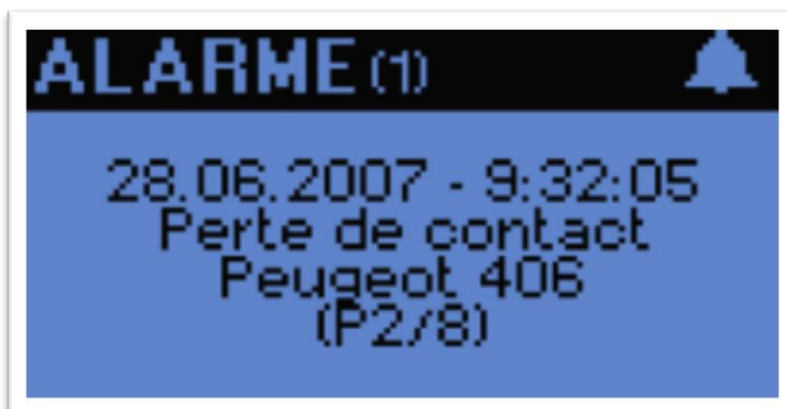 ALARME (1)
28.06.2007 - 9:32:05
Perte de contact
Peugeot 406
(P2/8)